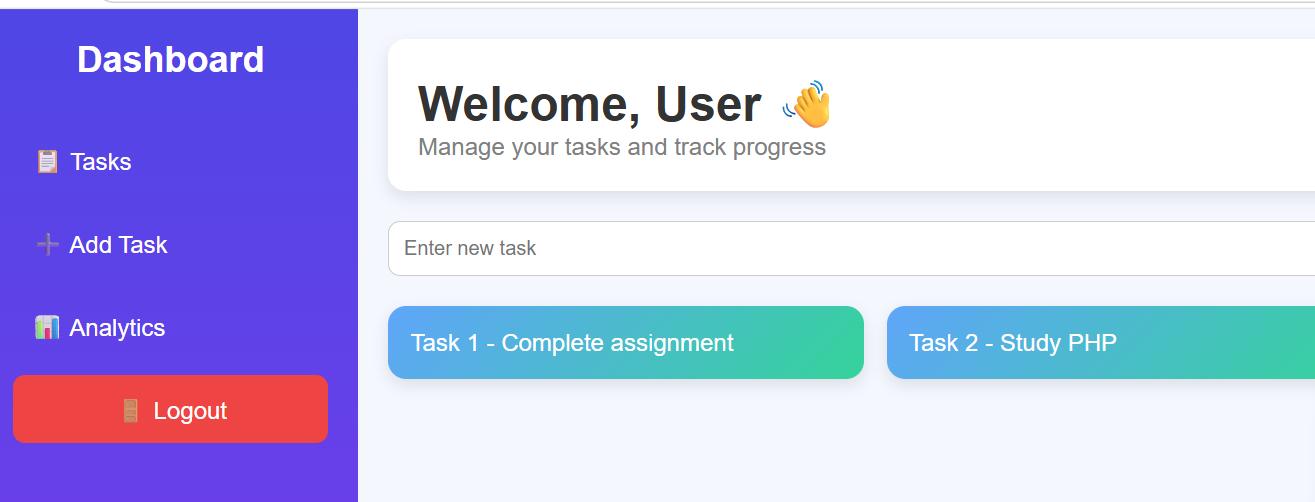 Dashboard
📋 Tasks
➕ Add Task
📊 Analytics
🚪 Logout
Welcome, User 👋
Manage your tasks and track progress
Enter new task
Task 1 - Complete assignment
Task 2 - Study PHP